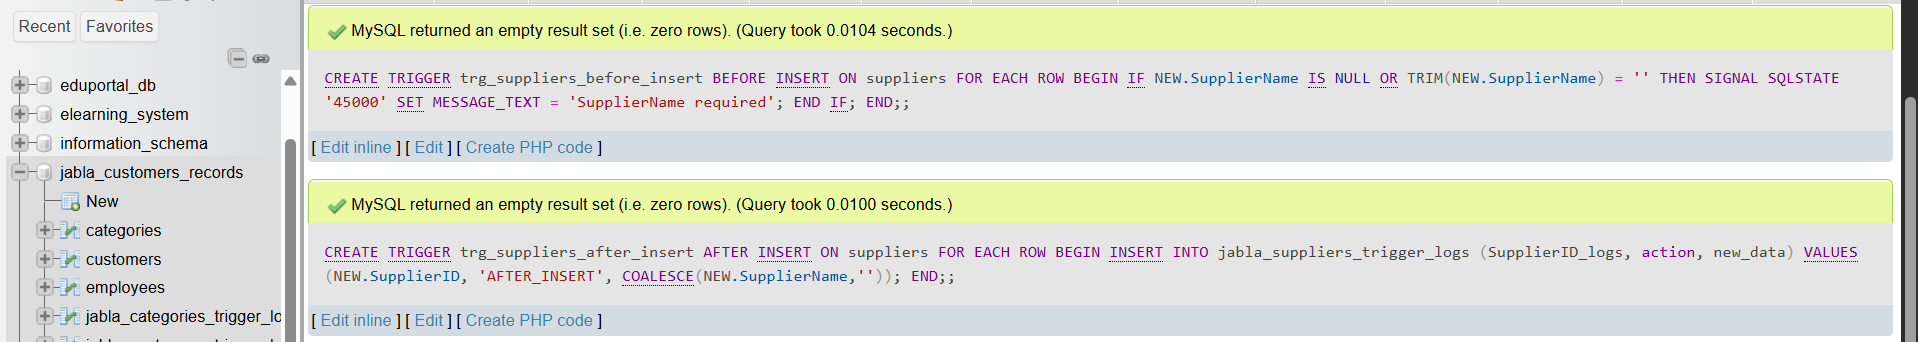 Recent Favorites
eduportal_db
elearning_system
information_schema
jabla_customers_records
New
categories
customers
employees
jabla_categories_trigger_lo
MySQL returned an empty result set (i.e. zero rows). (Query took 0.0104 seconds.)
CREATE TRIGGER trg_suppliers_before_insert BEFORE INSERT ON suppliers FOR EACH ROW BEGIN IF NEW.SupplierName IS NULL OR TRIM(NEW.SupplierName) = '' THEN SIGNAL SQLSTATE
'45000' SET MESSAGE_TEXT = 'SupplierName required'; END IF; END;;
[ Edit inline ] [ Edit ] [ Create PHP code ]
MySQL returned an empty result set (i.e. zero rows). (Query took 0.0100 seconds.)
CREATE TRIGGER trg_suppliers_after_insert AFTER INSERT ON suppliers FOR EACH ROW BEGIN INSERT INTO jabla_suppliers_trigger_logs (SupplierID_logs, action, new_data) VALUES
(NEW.SupplierID, 'AFTER_INSERT', COALESCE(NEW.SupplierName,'')); END;;
[ Edit inline ] [ Edit ] [ Create PHP code ]